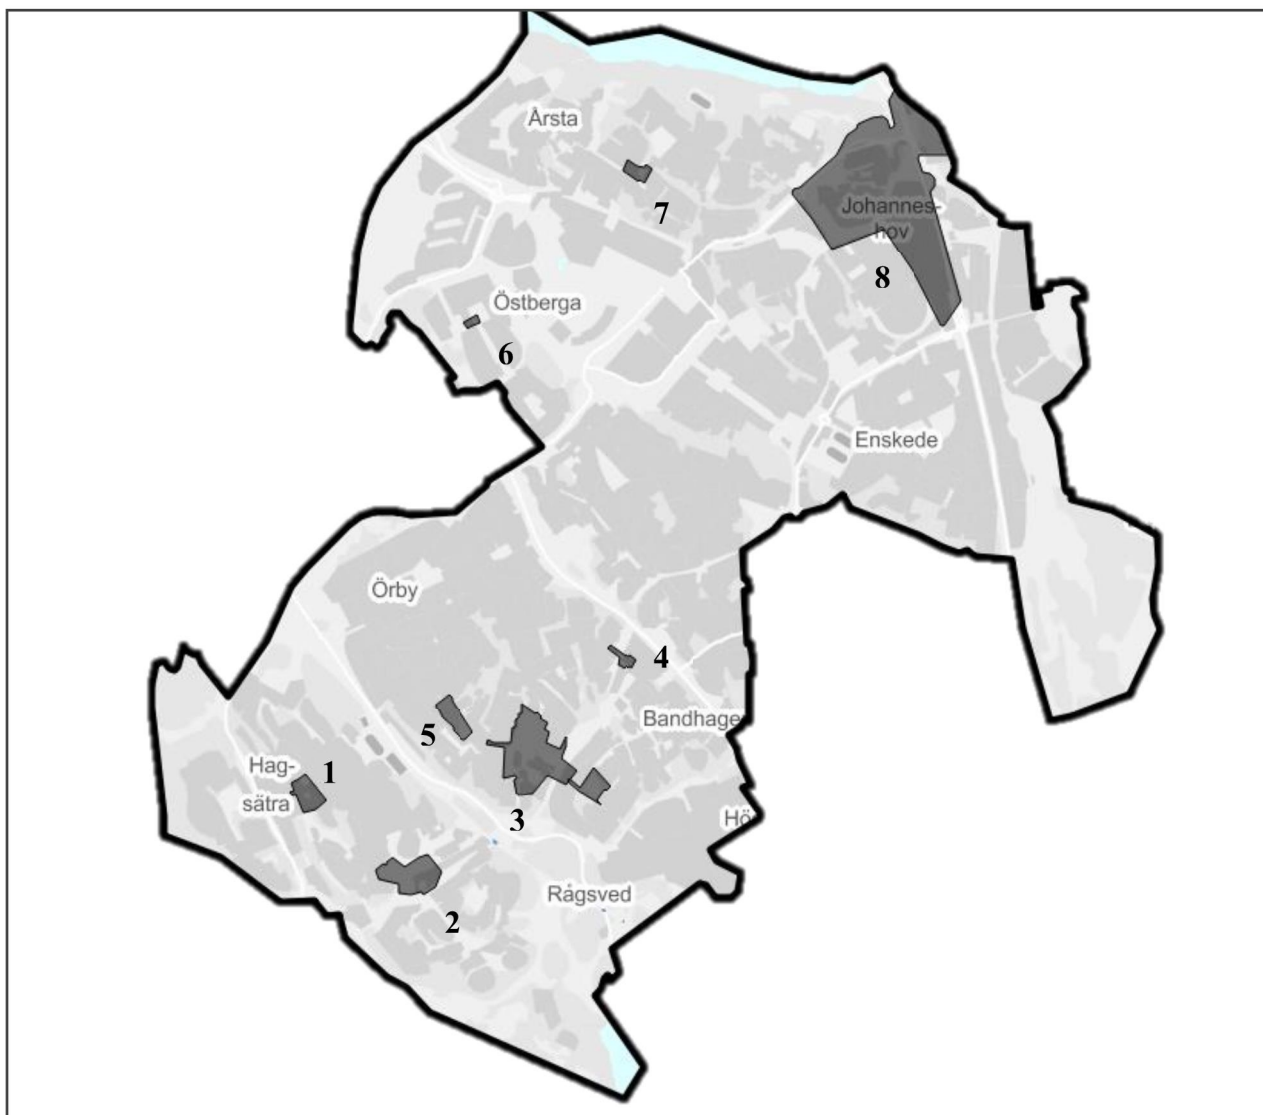 Årsta
7
Johannes-
hov
8
Östberga
6
Enskede
Örby
4
Bandhage
5
Hag-
sätra
1
3
Hö
Rågsved
2